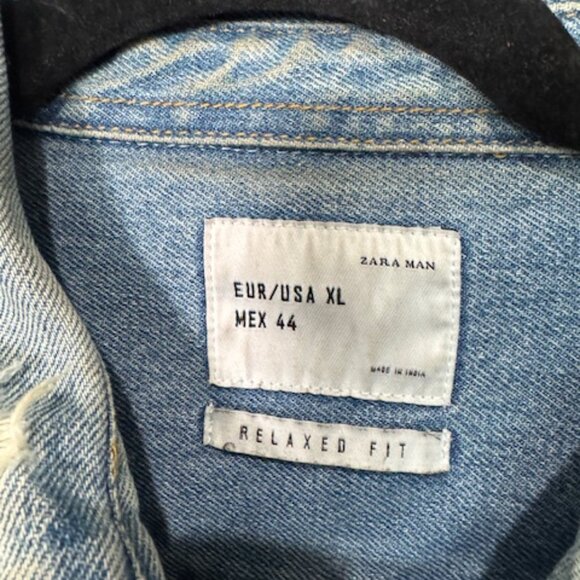 ZARA MAN
EUR/USA XL
MEX 44
MADE IN INDIA
RELAXED FIT